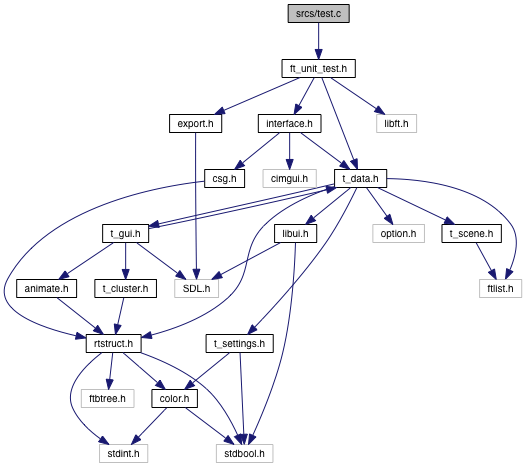 srcs/test.c
ft_unit_test.h
export.h
interface.h
libft.h
csg.h
cimgui.h
t_data.h
t_gui.h
libui.h
option.h
t_scene.h
animate.h
t_cluster.h
SDL.h
ftlist.h
rtstruct.h
t_settings.h
ftbtree.h
color.h
stdint.h
stdbool.h